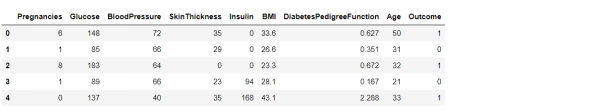 Pregnancies Glucose BloodPressure SkinThickness Insulin BMI DiabetesPedigreeFunction Age Outcome
0 6 148 72 35 0 33.6 0.627 50 1
1 1 85 66 29 0 26.6 0.351 31 0
2 8 183 64 0 0 23.3 0.672 32 1
3 1 89 66 23 94 28.1 0.167 21 0
4 0 137 40 35 168 43.1 2.288 33 1